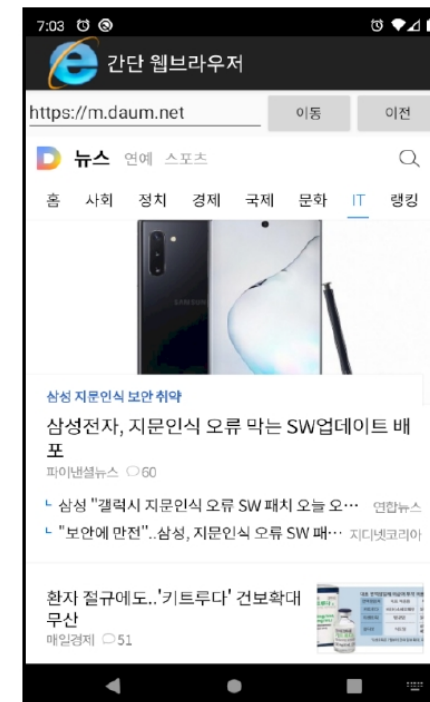 7:03
간단 웹브라우저
https://m.daum.net 이동 이전
뉴스 연예 스포츠
홈 사회 정치 경제 국제 문화 IT 랭킹
SAMSUNG
삼성 지문인식 보안 취약
삼성전자, 지문인식 오류 막는 SW업데이트 배
포
파이낸셜뉴스 60
ㄴ 삼성 "갤럭시 지문인식 오류 SW 패치 오늘 오… 연합뉴스
ㄴ "보안에 만전"..삼성, 지문인식 오류 SW 패… 지디넷코리아
환자 절규에도..'키트루다' 건보확대
무산
매일경제 51